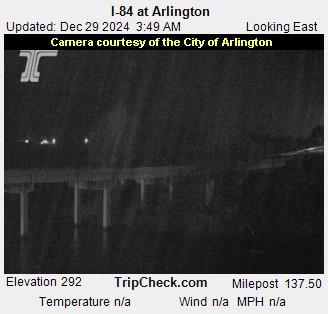 I-84 at Arlington
Updated: Dec 29 2024 3:49 AM Looking East
Camera courtesy of the City of Arlington
Elevation 292 TripCheck.com Milepost 137.50
Temperature n/a Wind n/a MPH n/a